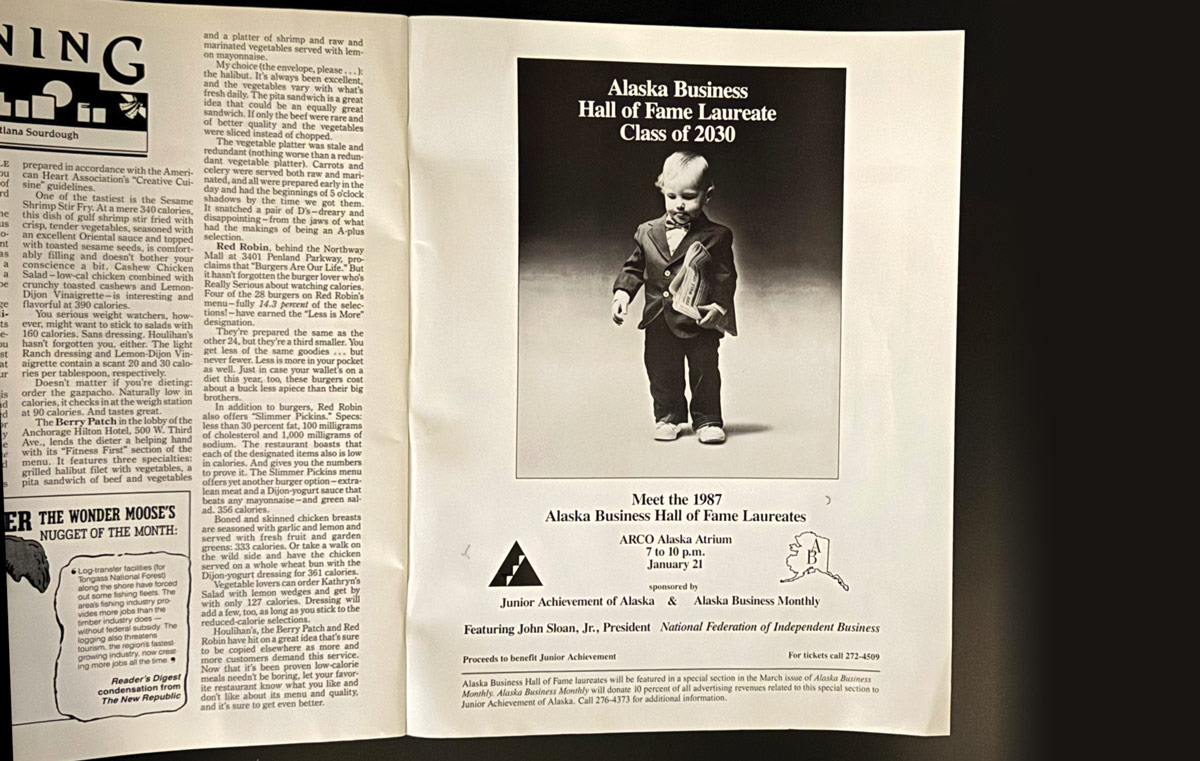 NING
tlana Sourdough
prepared in accordance with the Ameri-
can Heart Association's "Creative Cui-
sine" guidelines.
One of the tastiest is the Sesame
Shrimp Stir Fry. At a mere 340 calories,
this dish of gulf shrimp stir fried with
crisp, tender vegetables, seasoned with
an excellent Oriental sauce and topped
with toasted sesame seeds, is comfort-
ably filling and doesn't bother your
conscience a bit. Cashew Chicken
Salad—low-cal chicken combined with
crunchy toasted cashews and Lemon-
Dijon Vinaigrette—is interesting and
flavorful at 390 calories.
You serious weight watchers, how-
ever, might want to stick to salads with
160 calories. Sans dressing. Houlihan's
hasn't forgotten you, either. The light
Ranch dressing and Lemon-Dijon Vin-
aigrette contain a scant 20 and 30 calo-
ries per tablespoon, respectively.
Doesn't matter if you're dieting:
order the gazpacho. Naturally low in
calories, it checks in at the weigh station
at 90 calories. And tastes great.
The Berry Patch in the lobby of the
Anchorage Hilton Hotel, 500 W. Third
Ave., lends the dieter a helping hand
with its "Fitness First" section of the
menu. It features three specialties:
grilled halibut filet with vegetables, a
pita sandwich of beef and vegetables
and a platter of shrimp and raw and
marinated vegetables served with lem-
on mayonnaise.
My choice (the envelope, please . . .):
the halibut. It's always been excellent,
and the vegetables vary with what's
fresh daily. The pita sandwich is a great
idea that could be an equally great
sandwich. If only the beef were rare and
of better quality and the vegetables
were sliced instead of chopped.
The vegetable platter was stale and
redundant (nothing worse than a redun-
dant vegetable platter). Carrots and
celery were served both raw and mari-
nated, and all were prepared early in the
day and had the beginnings of 5 o'clock
shadows by the time we got them.
It snatched a pair of D's—dreary and
disappointing—from the jaws of what
had the makings of being an A-plus
selection.
Red Robin, behind the Northway
Mall at 3401 Penland Parkway, pro-
claims that "Burgers Are Our Life." But
it hasn't forgotten the burger lover who's
Really Serious about watching calories.
Four of the 28 burgers on Red Robin's
menu—fully 14.3 percent of the selec-
tions!—have earned the "Less is More"
designation.
They're prepared the same as the
other 24, but they're a third smaller. You
get less of the same goodies . . . but
never fewer. Less is more in your pocket
as well. Just in case your wallet's on a
diet this year, too, these burgers cost
about a buck less apiece than their big
brothers.
In addition to burgers, Red Robin
also offers "Slimmer Pickins." Specs:
less than 30 percent fat, 100 milligrams
of cholesterol and 1,000 milligrams of
sodium. The restaurant boasts that
each of the designated items also is low
in calories. And gives you the numbers
to prove it. The Slimmer Pickins menu
offers yet another burger option—extra-
lean meat and a Dijon-yogurt sauce that
beats any mayonnaise—and green sal-
ad. 356 calories.
Boned and skinned chicken breasts
are seasoned with garlic and lemon and
served with fresh fruit and garden
greens: 333 calories. Or take a walk on
the wild side and have the chicken
served on a whole wheat bun with the
Dijon-yogurt dressing for 361 calories.
Vegetable lovers can order Kathryn's
Salad with lemon wedges and get by
with only 127 calories. Dressing will
add a few, too, as long as you stick to the
reduced-calorie selections.
Houlihan's, the Berry Patch and Red
Robin have hit on a great idea that's sure
to be copied elsewhere as more and
more customers demand this service.
Now that it's been proven low-calorie
meals needn't be boring, let your favor-
ite restaurant know what you like and
don't like about its menu and quality,
and it's sure to get even better.
ER THE WONDER MOOSE'S
NUGGET OF THE MONTH:
Log-transfer facilities (for
Tongass National Forest)
along the shore have forced
out some fishing fleets. The
area's fishing industry pro-
vides more jobs than the
timber industry does —
without federal subsidy. The
logging also threatens
tourism, the region's fastest-
growing industry, now creat-
ing more jobs all the time.
Reader's Digest
condensation from
The New Republic
Alaska Business
Hall of Fame Laureate
Class of 2030
Meet the 1987
Alaska Business Hall of Fame Laureates
ARCO Alaska Atrium
7 to 10 p.m.
January 21
A
B
sponsored by
Junior Achievement of Alaska & Alaska Business Monthly
Featuring John Sloan, Jr., President National Federation of Independent Business
Proceeds to benefit Junior Achievement
For tickets call 272-4509
Alaska Business Hall of Fame laureates will be featured in a special section in the March issue of Alaska Business
Monthly. Alaska Business Monthly will donate 10 percent of all advertising revenues related to this special section to
Junior Achievement of Alaska. Call 276-4373 for additional information.